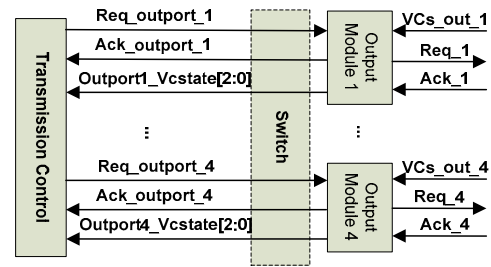 Req_outport_1
Ack_outport_1
Outport1_Vcstate[2:0]
...
Req_outport_4
Ack_outport_4
Outport4_Vcstate[2:0]
Transmission Control
Switch
Output
Module 1
VCs_out_1
Req_1
Ack_1
...
Output
Module 4
VCs_out_4
Req_4
Ack_4